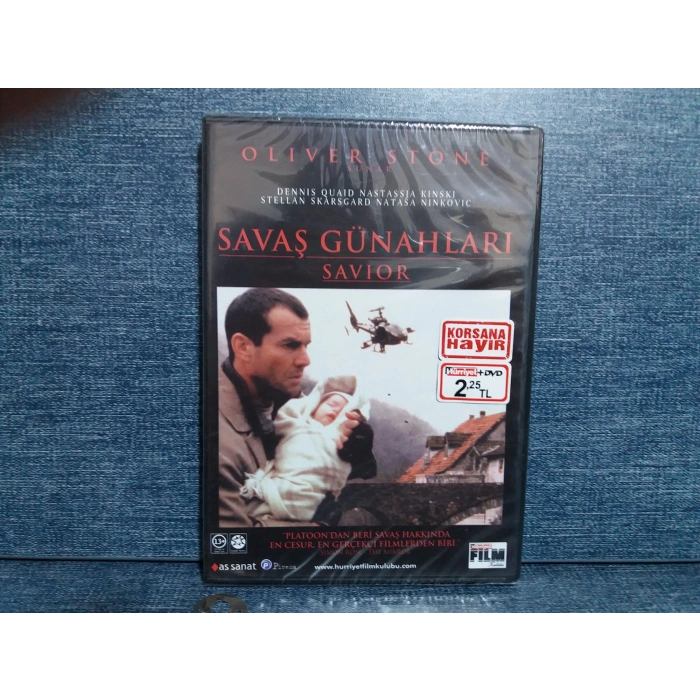 OLIVER STONE
DENNIS QUAID NASTASSJA KINSKI
STELLAN SKARSGARD NATAŠA NINKOVIC
SAVAŞ GÜNAHLARI
SAVIOR
KORSANA
HAYIR
Hürriyet+DVD
2,25 TL
"PLATOON'DAN BERİ SAVAŞ HAKKINDA
EN CESUR, EN GERÇEKÇİ FİLMLERDEN BİRİ."
13+
as sanat
Pinema
www.hurriyetfilmkulubu.com
FİLM